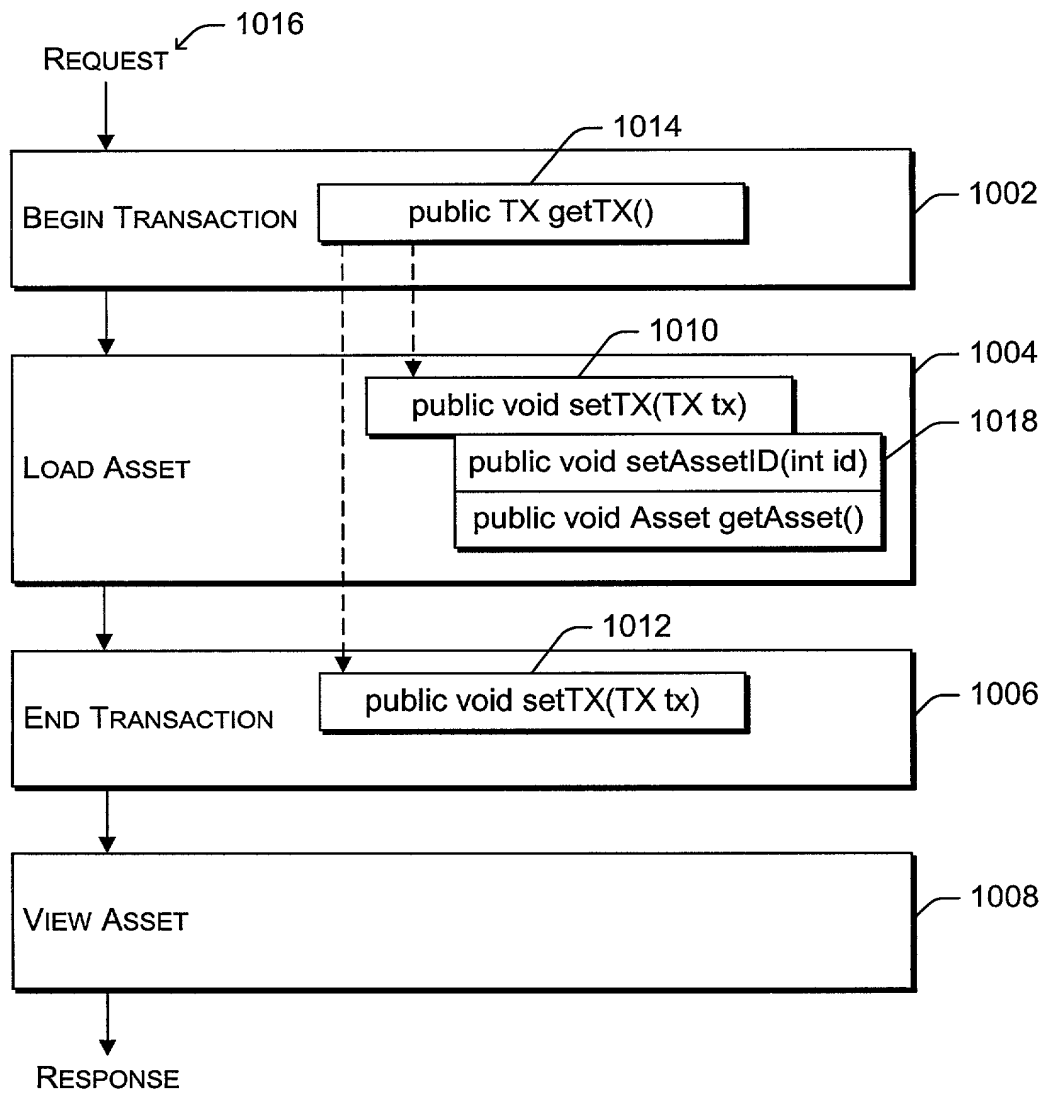 1016
REQUEST
1014
1002
BEGIN TRANSACTION
public TX getTX()
1010
1004
public void setTX(TX tx)
1018
LOAD ASSET
public void setAssetID(int id)
public void Asset getAsset()
1012
public void setTX(TX tx)
1006
END TRANSACTION
1008
VIEW ASSET
RESPONSE